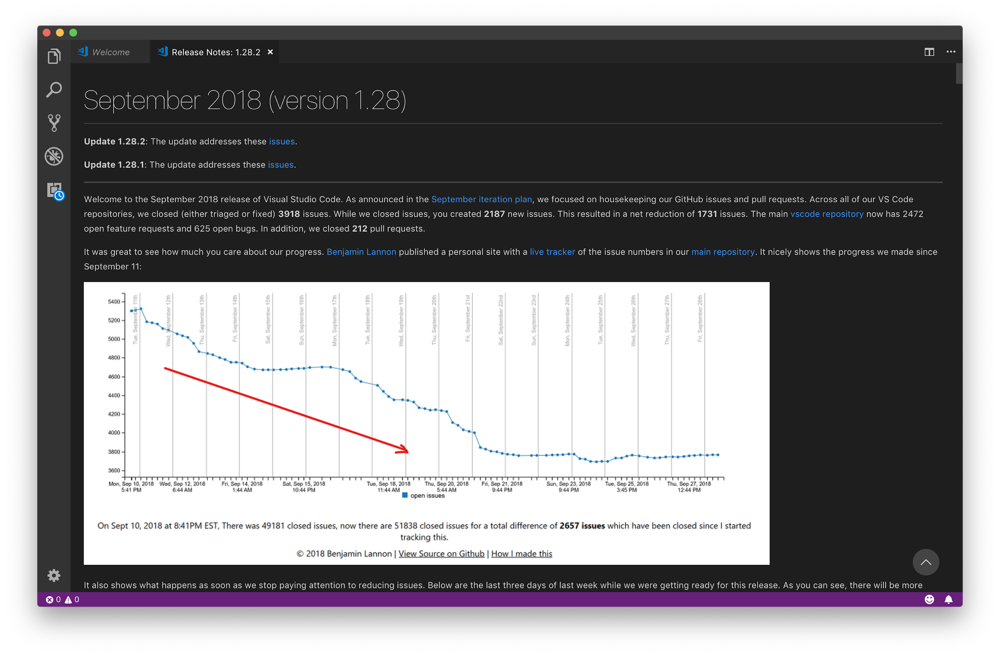 Welcome
Release Notes: 1.28.2
September 2018 (version 1.28)
Update 1.28.2: The update addresses these issues.
Update 1.28.1: The update addresses these issues.
Welcome to the September 2018 release of Visual Studio Code. As announced in the September iteration plan, we focused on housekeeping our GitHub issues and pull requests. Across all of our VS Code
repositories, we closed (either triaged or fixed) 3918 issues. While we closed issues, you created 2187 new issues. This resulted in a net reduction of 1731 issues. The main vscode repository now has 2472
open feature requests and 625 open bugs. In addition, we closed 212 pull requests.
It was great to see how much you care about our progress. Benjamin Lannon published a personal site with a live tracker of the issue numbers in our main repository. It nicely shows the progress we made since
September 11:
5400
5200
5000
4800
4600
4400
4200
4000
3800
3600
Tue, September 11th
Wed, September 12th
Thu, September 13th
Fri, September 14th
Sat, September 15th
Sun, September 16th
Mon, September 17th
Tue, September 18th
Wed, September 19th
Thu, September 20th
Fri, September 21st
Sat, September 22nd
Sun, September 23rd
Mon, September 24th
Tue, September 25th
Wed, September 26th
Thu, September 27th
Fri, September 28th
Mon, Sep 10, 2018
5:41 PM
Wed, Sep 12, 2018
6:44 AM
Fri, Sep 14, 2018
1:44 AM
Sat, Sep 15, 2018
10:44 PM
Tue, Sep 18, 2018
11:44 AM
Thu, Sep 20, 2018
5:44 AM
Fri, Sep 21, 2018
9:44 PM
Sun, Sep 23, 2018
9:44 PM
Tue, Sep 25, 2018
3:45 PM
Thu, Sep 27, 2018
12:44 PM
open issues
On Sept 10, 2018 at 8:41PM EST, There was 49181 closed issues, now there are 51838 closed issues for a total difference of 2657 issues which have been closed since I started
tracking this.
© 2018 Benjamin Lannon | View Source on Github | How I made this
It also shows what happens as soon as we stop paying attention to reducing issues. Below are the last three days of last week while we were getting ready for this release. As you can see, there will be more
0 0